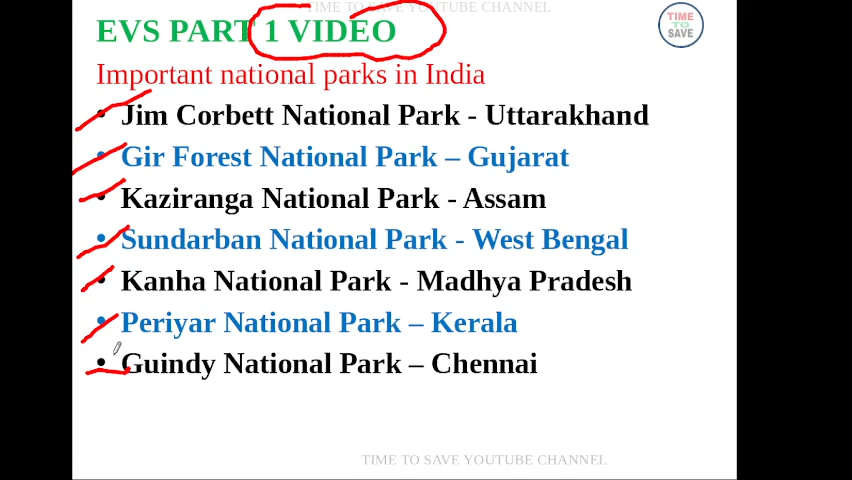 TIME TO SAVE YOUTUBE CHANNEL
EVS PART 1 VIDEO
TIME
TO
SAVE
Important national parks in India
• Jim Corbett National Park - Uttarakhand
• Gir Forest National Park – Gujarat
• Kaziranga National Park - Assam
• Sundarban National Park - West Bengal
• Kanha National Park - Madhya Pradesh
• Periyar National Park – Kerala
• Guindy National Park – Chennai
TIME TO SAVE YOUTUBE CHANNEL